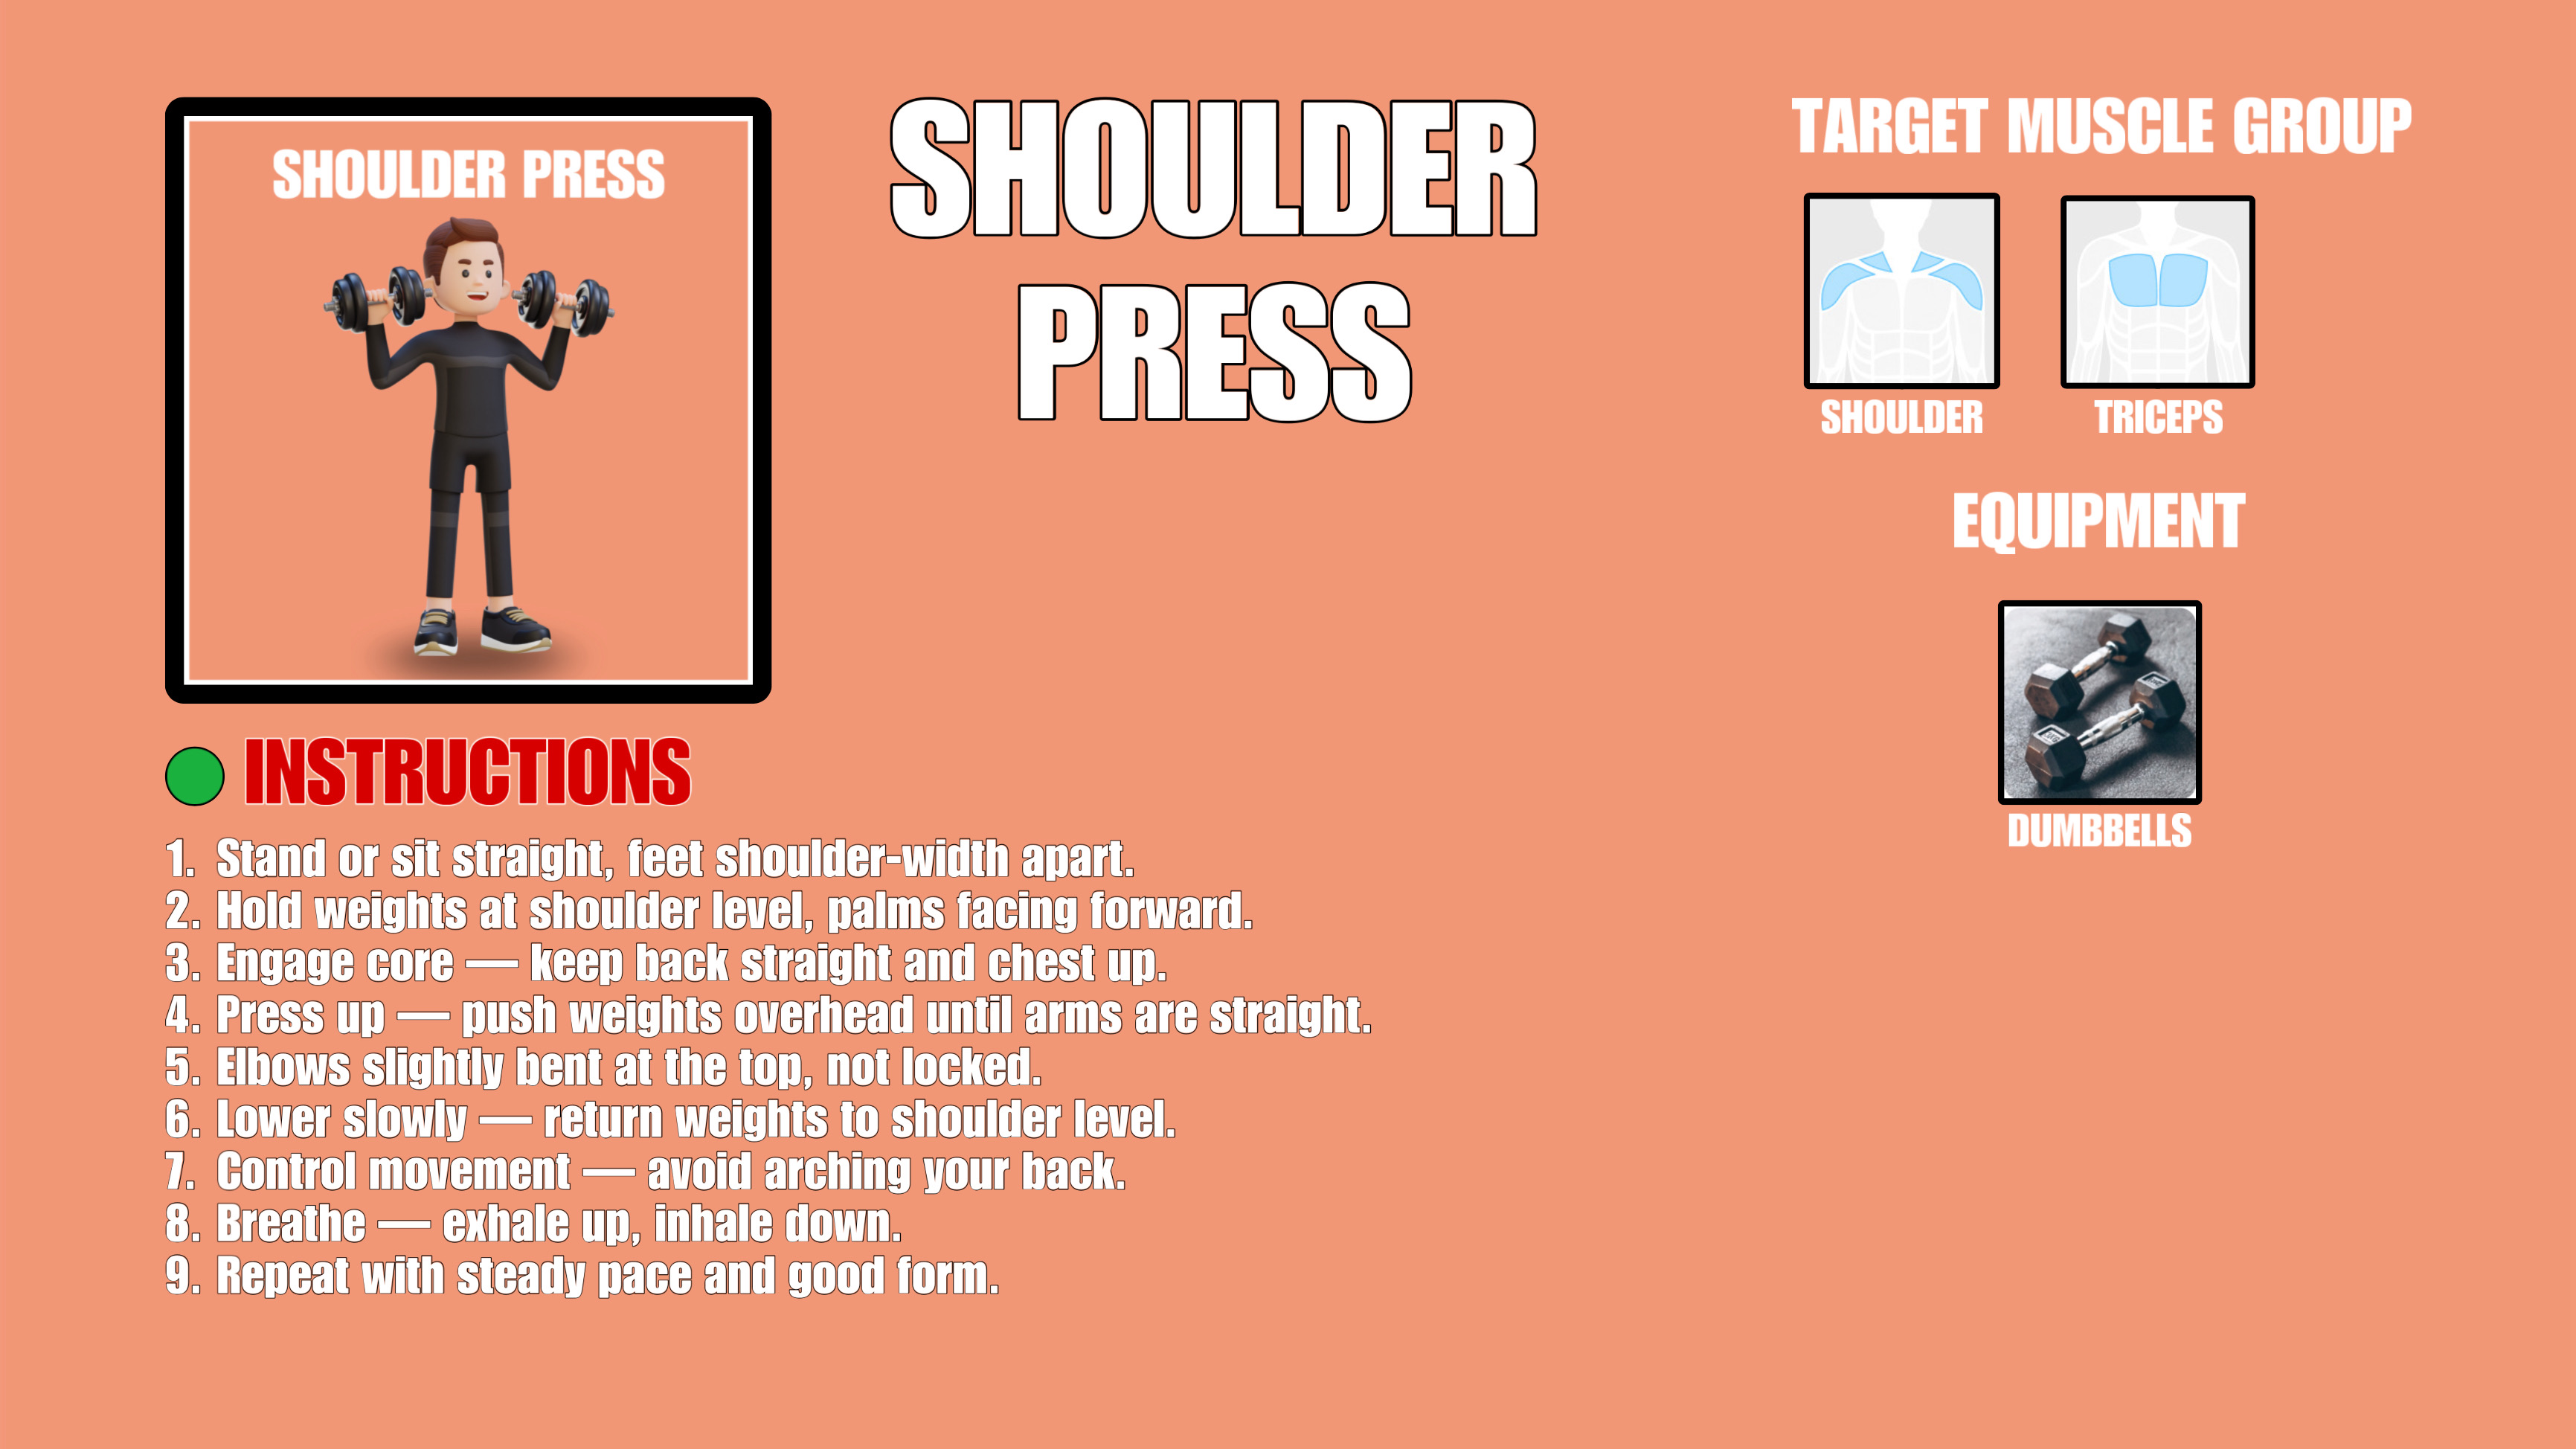 SHOULDER PRESS
SHOULDER
PRESS
TARGET MUSCLE GROUP
SHOULDER
TRICEPS
EQUIPMENT
DUMBBELLS
INSTRUCTIONS
1. Stand or sit straight, feet shoulder-width apart.
2. Hold weights at shoulder level, palms facing forward.
3. Engage core — keep back straight and chest up.
4. Press up — push weights overhead until arms are straight.
5. Elbows slightly bent at the top, not locked.
6. Lower slowly — return weights to shoulder level.
7. Control movement — avoid arching your back.
8. Breathe — exhale up, inhale down.
9. Repeat with steady pace and good form.